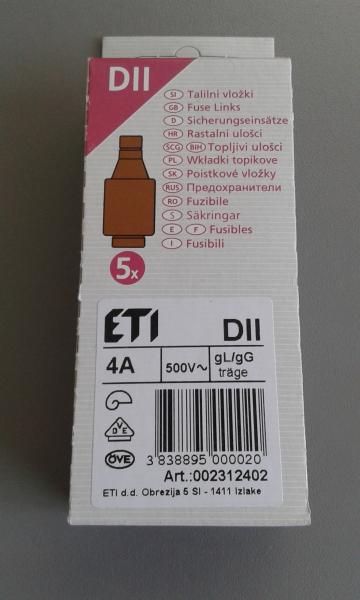 DII
SI Talilni vložki
GB Fuse Links
D Sicherungseinsätze
HR Rastalni ulošci
SCG BIH Topljivi ulošci
PL Wkładki topikowe
SK Poistkové vložky
RUS Предохранители
RO Fuzibile
S Säkringar
E F Fusibles
I Fusibili
5x
ETI DII
4A 500V~ gL/gG
träge
DVE
ÖVE
3 838895 000020
Art.:002312402
ETI d.d. Obrezija 5 SI - 1411 Izlake